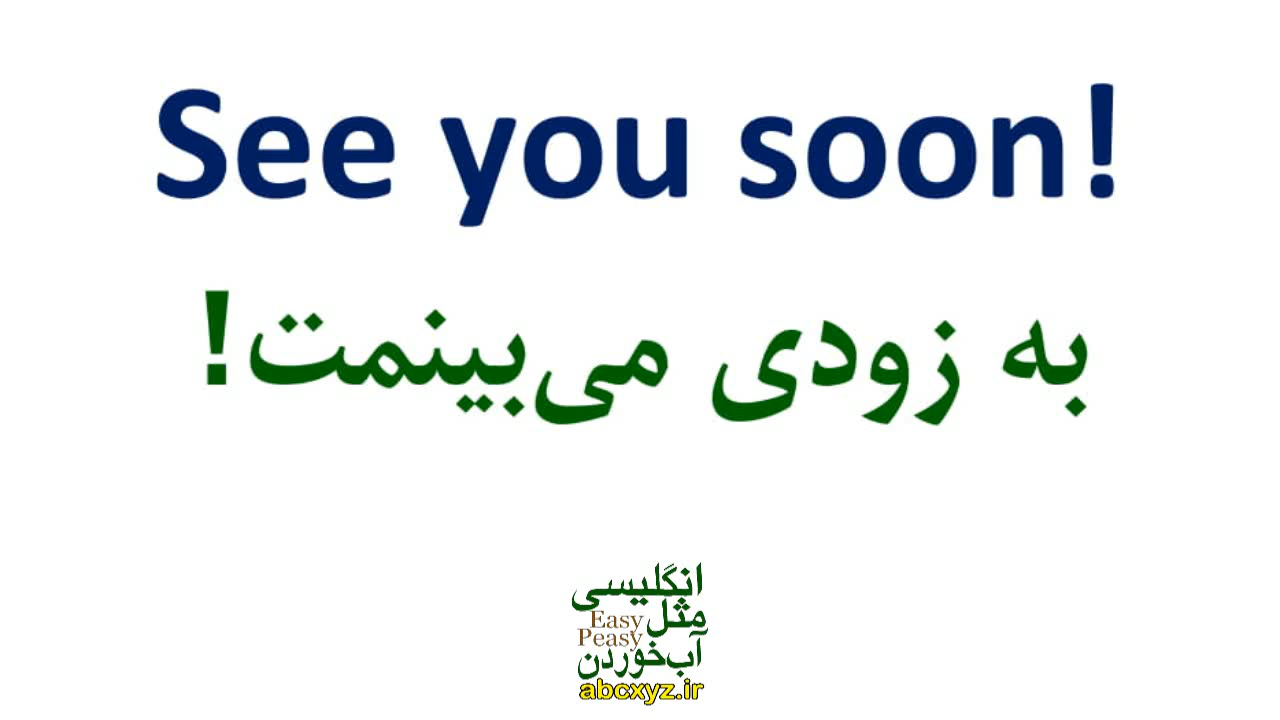 See you soon!
به زودی می‌بینمت!
انگلیسی
مثل Easy
Peasy
آب‌خوردن
abcxyz.ir